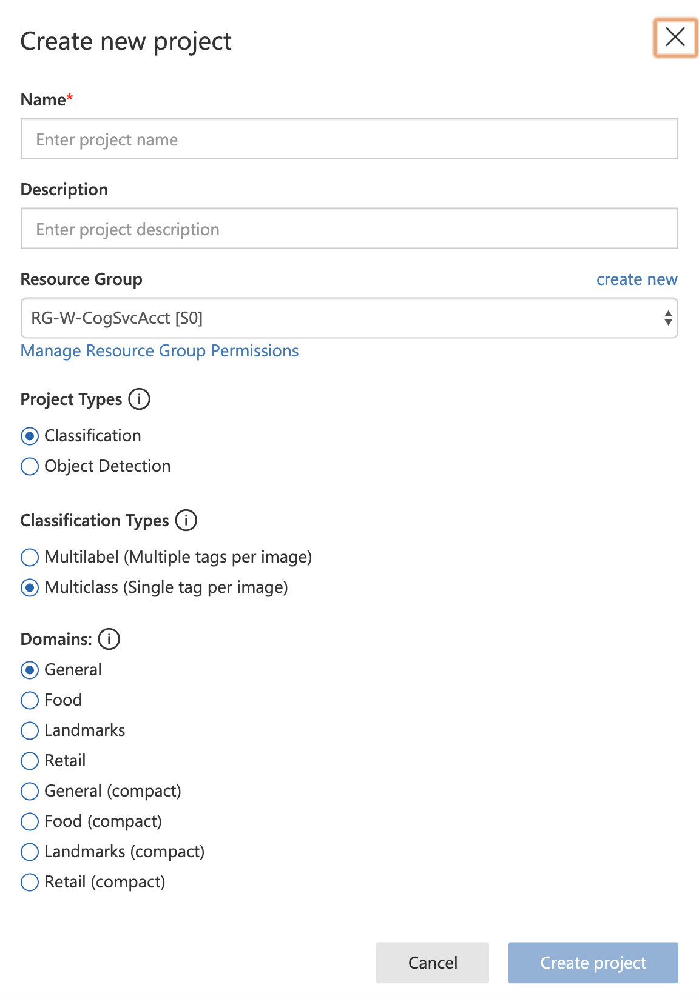 Create new project
Name*
Enter project name
Description
Enter project description
Resource Group create new
RG-W-CogSvcAcct [S0]
Manage Resource Group Permissions
Project Types
Classification
Object Detection
Classification Types
Multilabel (Multiple tags per image)
Multiclass (Single tag per image)
Domains:
General
Food
Landmarks
Retail
General (compact)
Food (compact)
Landmarks (compact)
Retail (compact)
Cancel Create project